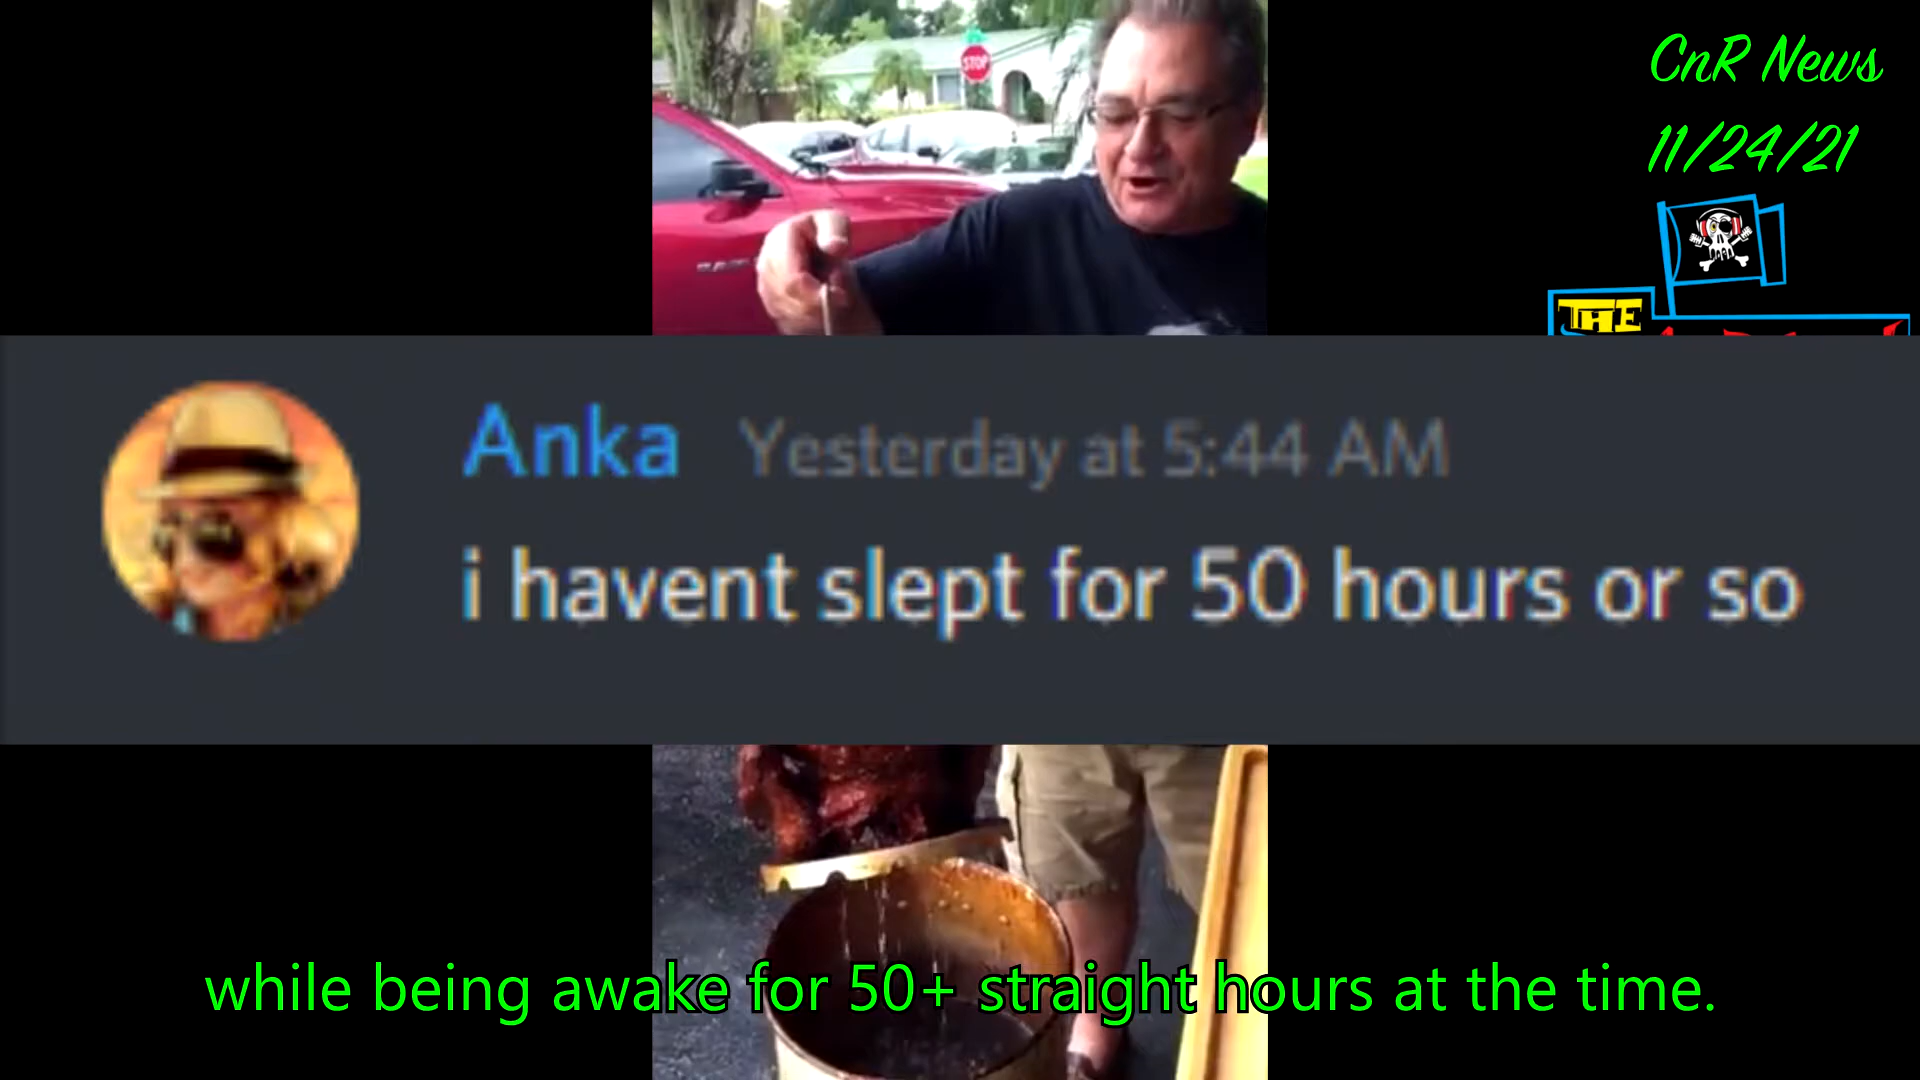 CnR News
11/24/21
STOP
THE
Anka Yesterday at 5:44 AM
i havent slept for 50 hours or so
while being awake for 50+ straight hours at the time.